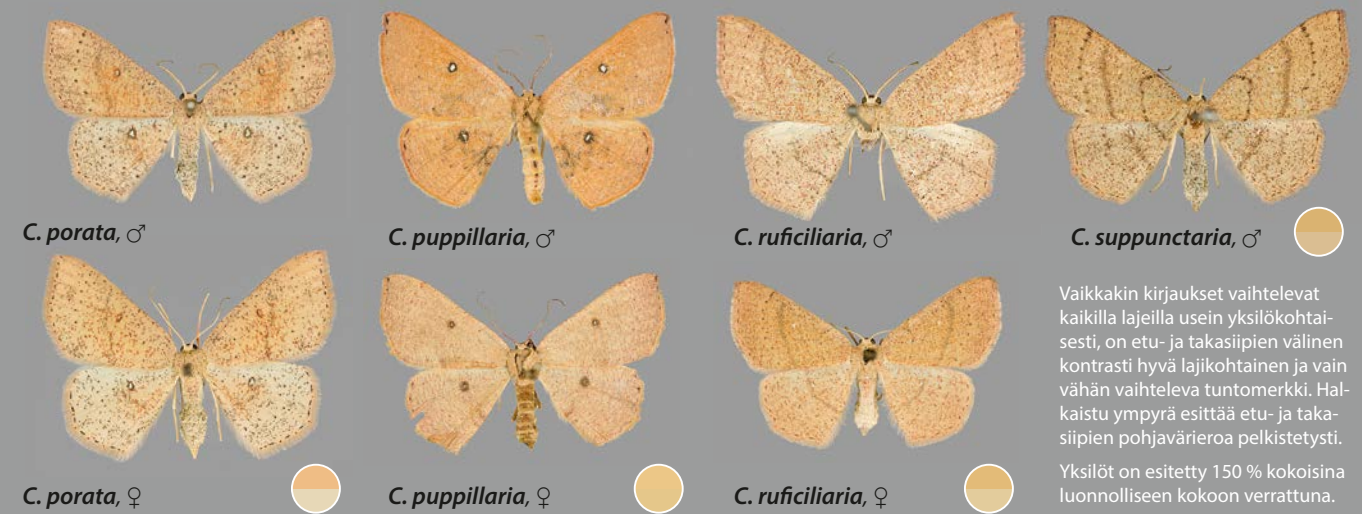 C. porata, ♂
C. puppillaria, ♂
C. ruficiliaria, ♂
C. suppunctaria, ♂
Vaikkakin kirjaukset vaihtelevat
kaikilla lajeilla usein yksilökohtai-
sesti, on etu- ja takasiipien välinen
kontrasti hyvä lajikohtainen ja vain
vähän vaihteleva tuntomerkki. Hal-
kaistu ympyrä esittää etu- ja taka-
siipien pohjavärieroa pelkistetysti.
Yksilöt on esitetty 150 % kokoisina
luonnolliseen kokoon verrattuna.
C. porata, ♀
C. puppillaria, ♀
C. ruficiliaria, ♀